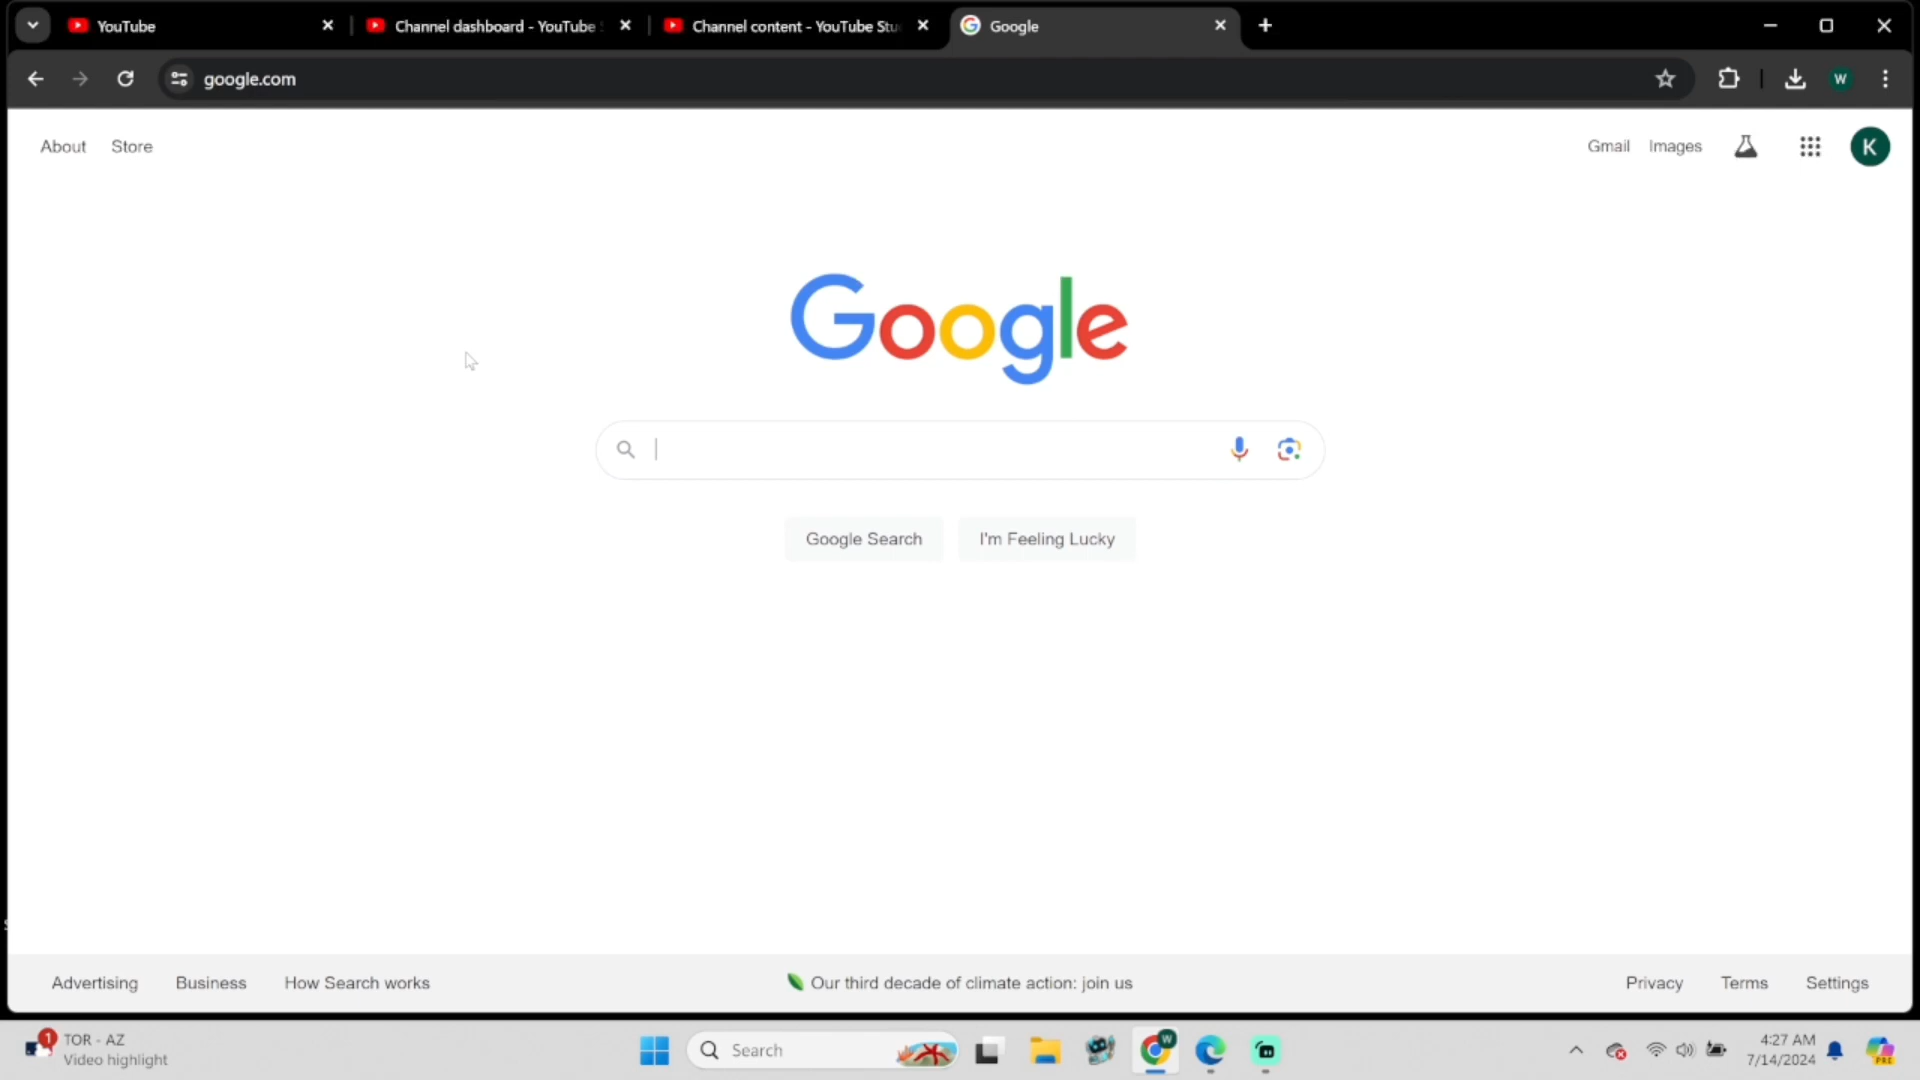 YouTube
Channel dashboard - YouTube S
Channel content - YouTube Stu
Google
google.com
W
About
Store
Gmail
Images
K
Google
Google Search
I'm Feeling Lucky
Advertising
Business
How Search works
Our third decade of climate action: join us
Privacy
Terms
Settings
1
TOR - AZ
Video highlight
Search
W
4:27 AM
7/14/2024
PRE